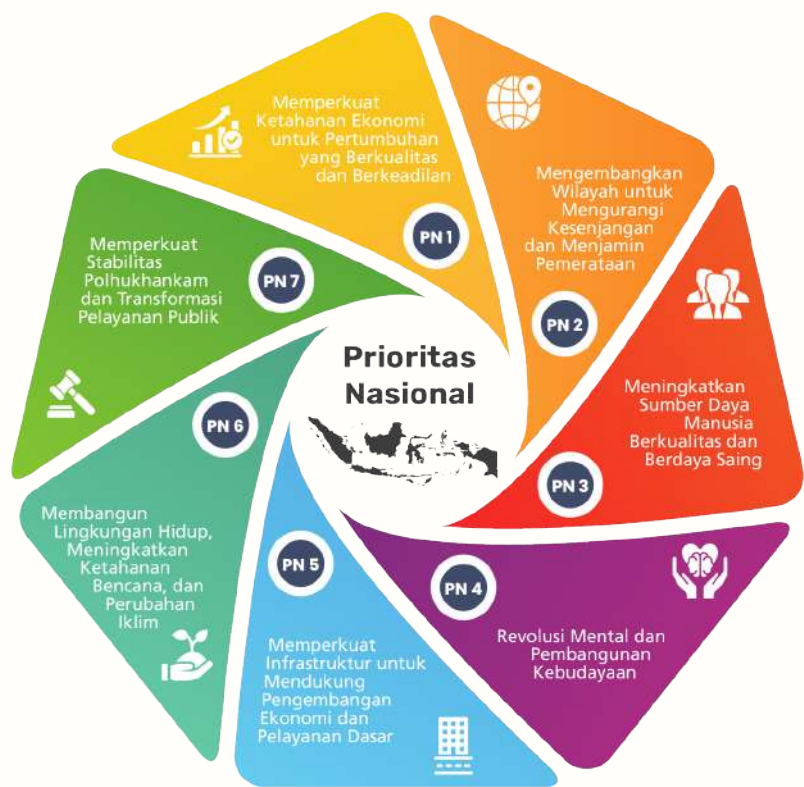 Prioritas
Nasional
PN 1
Memperkuat
Ketahanan Ekonomi
untuk Pertumbuhan
yang Berkualitas
dan Berkeadilan
PN 2
Mengembangkan
Wilayah untuk
Mengurangi
Kesenjangan
dan Menjamin
Pemerataan
PN 3
Meningkatkan
Sumber Daya
Manusia
Berkualitas dan
Berdaya Saing
PN 4
Revolusi Mental dan
Pembangunan
Kebudayaan
PN 5
Memperkuat
Infrastruktur untuk
Mendukung
Pengembangan
Ekonomi dan
Pelayanan Dasar
PN 6
Membangun
Lingkungan Hidup,
Meningkatkan
Ketahanan
Bencana, dan
Perubahan
Iklim
PN 7
Memperkuat
Stabilitas
Polhukhankam
dan Transformasi
Pelayanan Publik